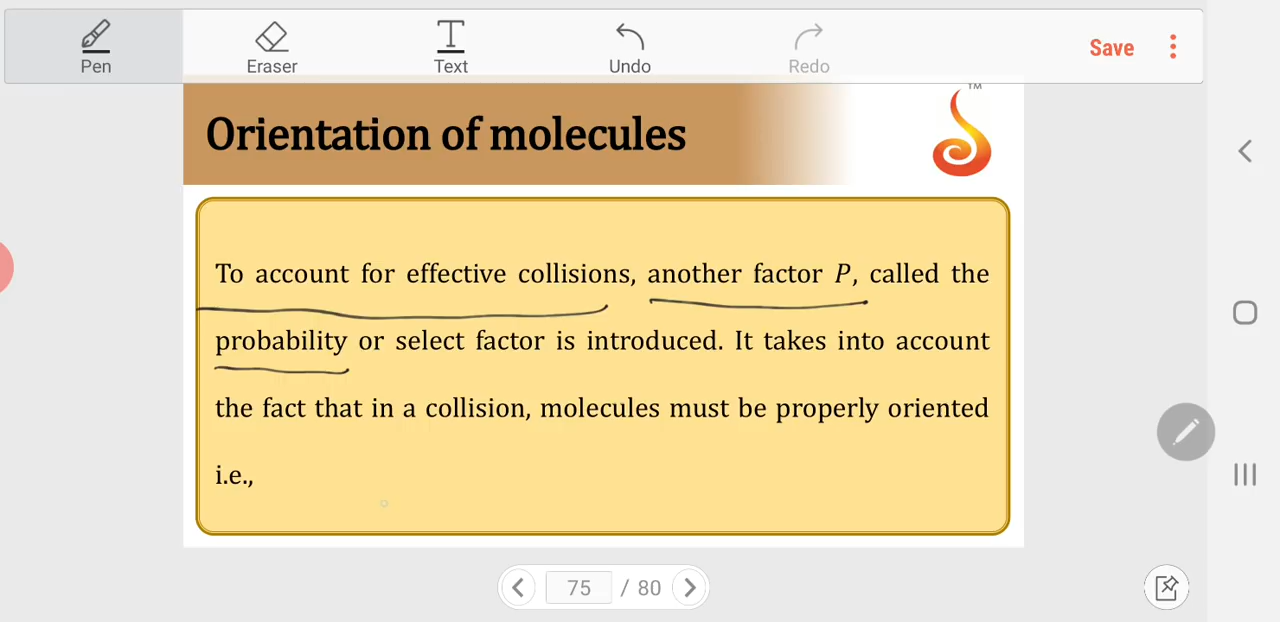 Pen
Eraser
Text
Undo
Redo
Save
Orientation of molecules
TM
To account for effective collisions, another factor P, called the
probability or select factor is introduced. It takes into account
the fact that in a collision, molecules must be properly oriented
i.e.,
75 / 80